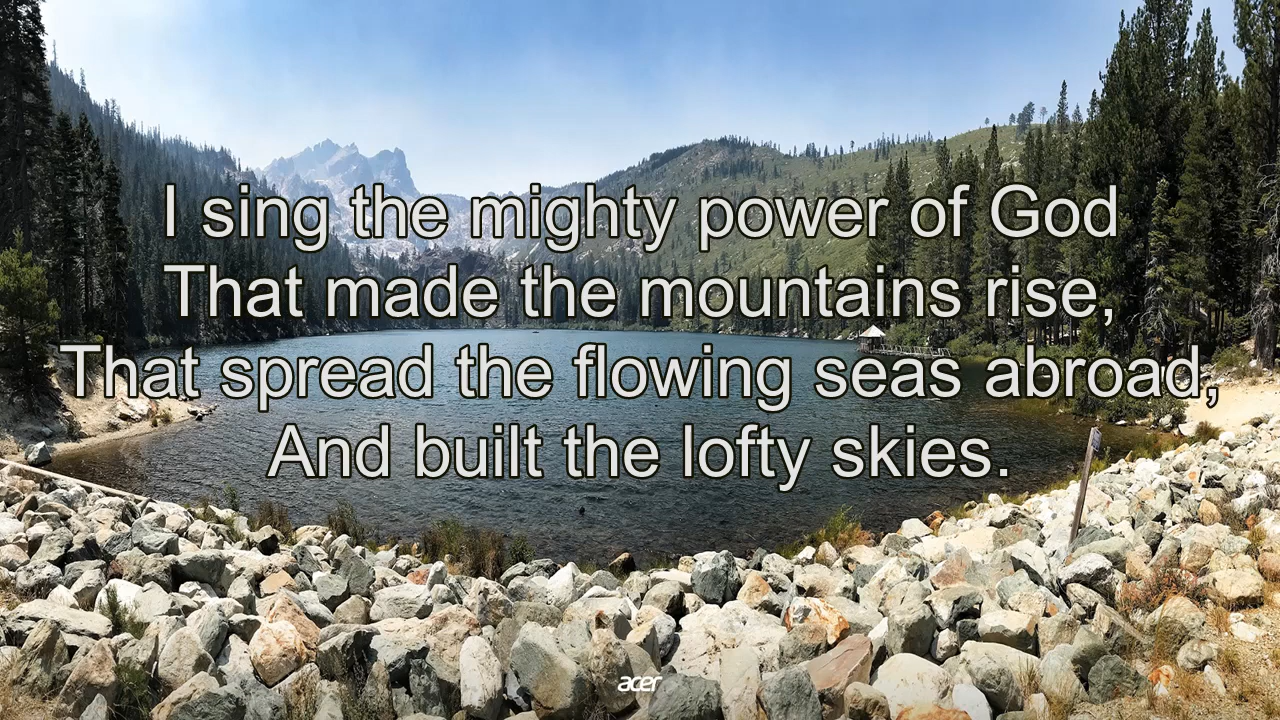 I sing the mighty power of God
That made the mountains rise,
That spread the flowing seas abroad,
And built the lofty skies.
acer